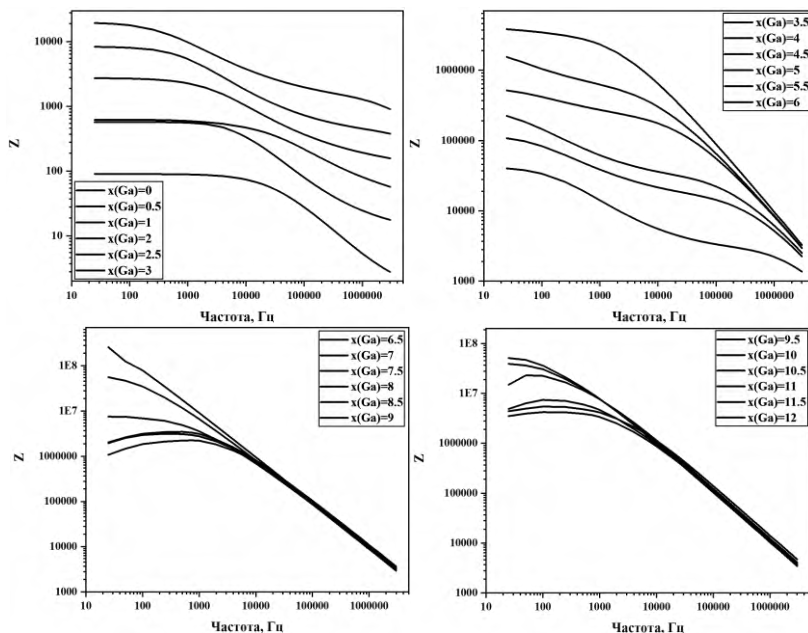 10000
1000
100
10
Z
x(Ga)=0
x(Ga)=0.5
x(Ga)=1
x(Ga)=2
x(Ga)=2.5
x(Ga)=3
10 100 1000 10000 100000 1000000
Частота, Гц
1000000
100000
10000
1000
Z
x(Ga)=3.5
x(Ga)=4
x(Ga)=4.5
x(Ga)=5
x(Ga)=5.5
x(Ga)=6
10 100 1000 10000 100000 1000000
Частота, Гц
1E8
1E7
1000000
100000
10000
1000
Z
x(Ga)=6.5
x(Ga)=7
x(Ga)=7.5
x(Ga)=8
x(Ga)=8.5
x(Ga)=9
10 100 1000 10000 100000 1000000
Частота, Гц
1E8
1E7
1000000
100000
10000
1000
Z
x(Ga)=9.5
x(Ga)=10
x(Ga)=10.5
x(Ga)=11
x(Ga)=11.5
x(Ga)=12
10 100 1000 10000 100000 1000000
Частота, Гц